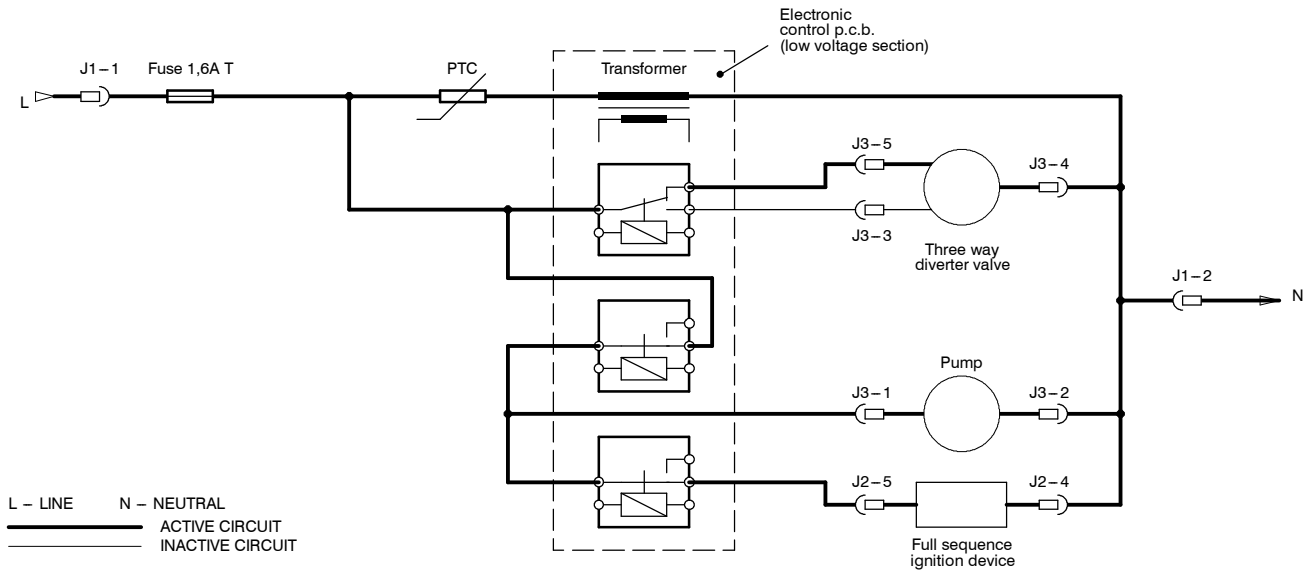 Electronic
control p.c.b.
(low voltage section)
J1–1
Fuse 1,6A T
PTC
Transformer
L
J3–5
J3–4
J3–3
Three way
diverter valve
J1–2
N
Pump
J3–1
J3–2
J2–5
J2–4
L – LINE N – NEUTRAL
ACTIVE CIRCUIT
INACTIVE CIRCUIT
Full sequence
ignition device